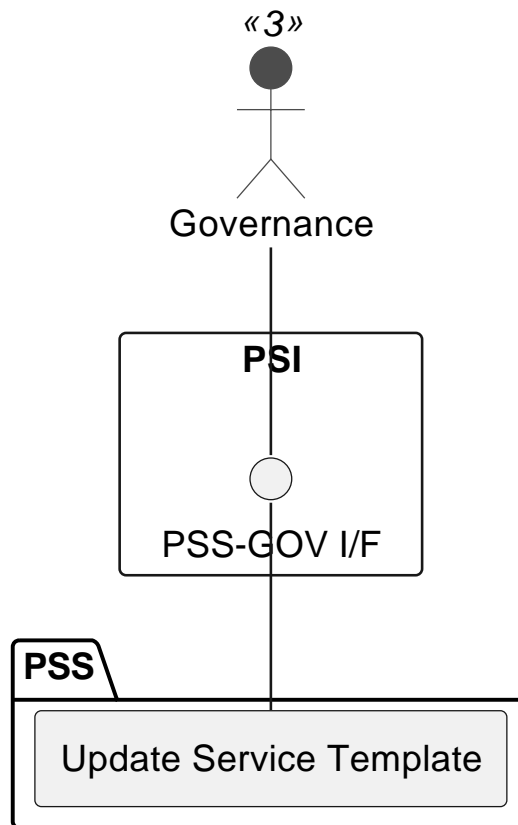 «3»
Governance
PSI
PSS-GOV I/F
PSS
Update Service Template